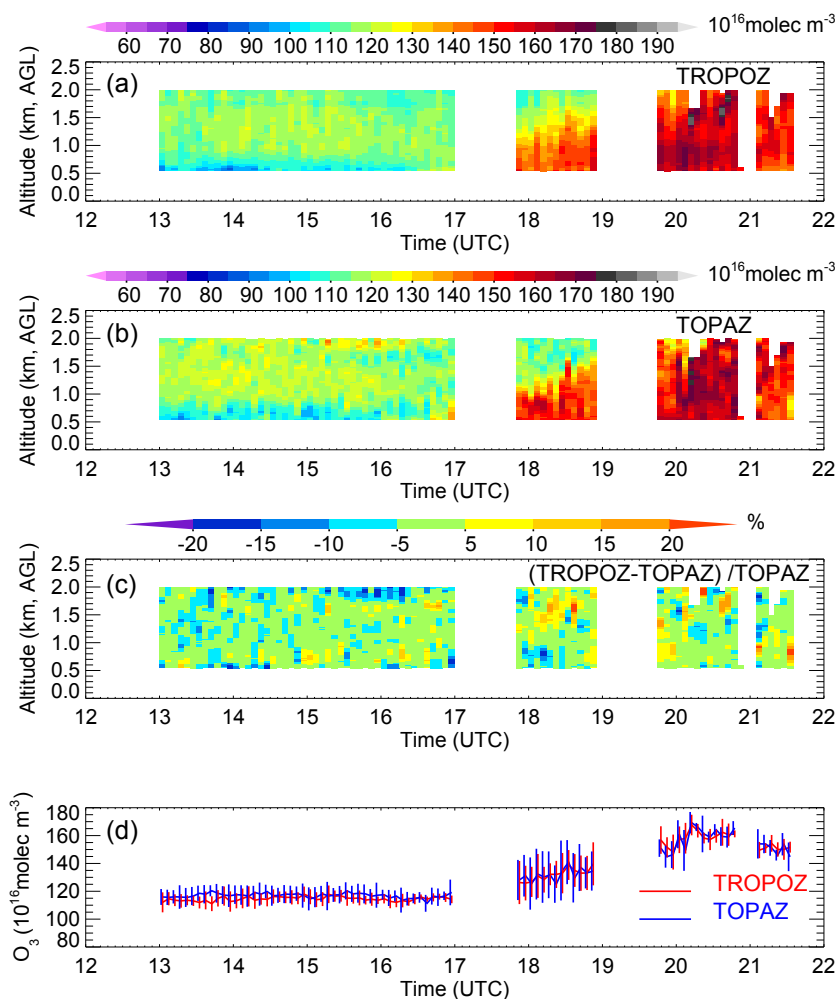 10¹⁶molec m⁻³
60 70 80 90 100 110 120 130 140 150 160 170 180 190
(a) TROPOZ
Altitude (km, AGL)
2.5
2.0
1.5
1.0
0.5
0.0
12 13 14 15 16 17 18 19 20 21 22
Time (UTC)
10¹⁶molec m⁻³
60 70 80 90 100 110 120 130 140 150 160 170 180 190
(b) TOPAZ
Altitude (km, AGL)
2.5
2.0
1.5
1.0
0.5
0.0
12 13 14 15 16 17 18 19 20 21 22
Time (UTC)
%
-20 -15 -10 -5 5 10 15 20
(c) (TROPOZ-TOPAZ) /TOPAZ
Altitude (km, AGL)
2.5
2.0
1.5
1.0
0.5
0.0
12 13 14 15 16 17 18 19 20 21 22
Time (UTC)
(d)
O₃ (10¹⁶molec m⁻³)
180
160
140
120
100
80
TROPOZ
TOPAZ
12 13 14 15 16 17 18 19 20 21 22
Time (UTC)